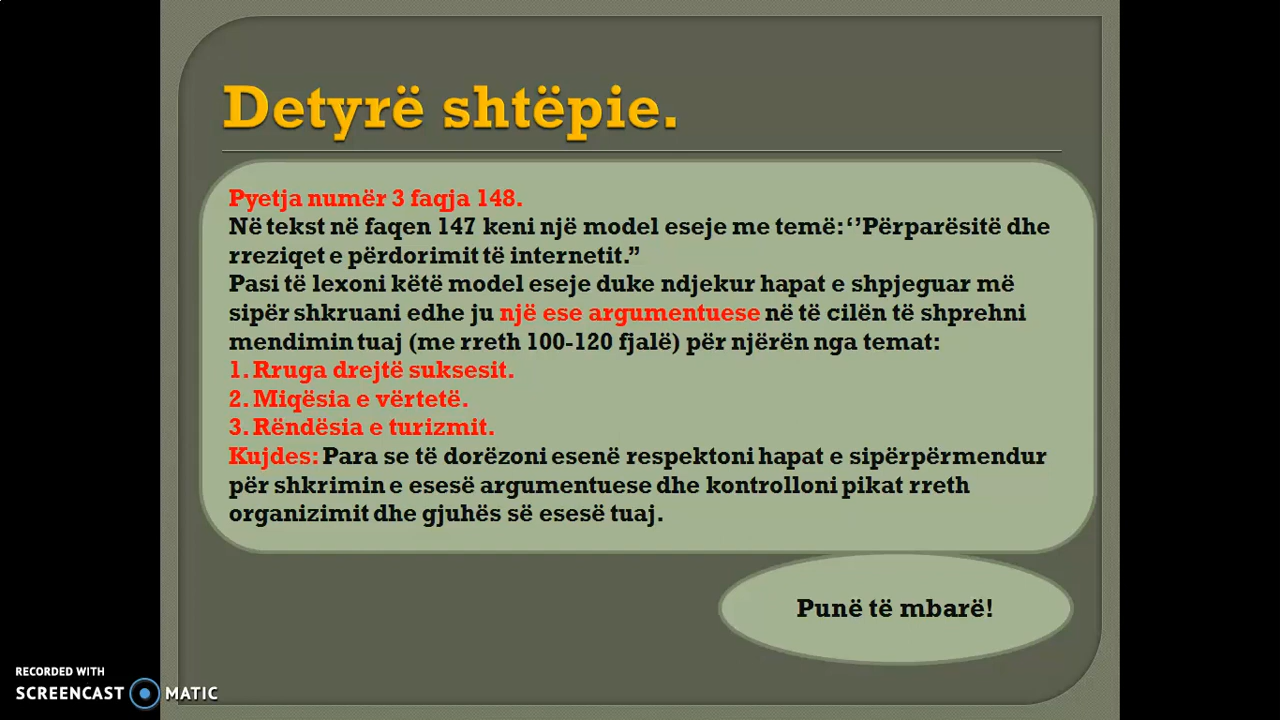 Detyrë shtëpie.
Pyetja numër 3 faqja 148.
Në tekst në faqen 147 keni një model eseje me temë: ‘’Përparësitë dhe
rreziqet e përdorimit të internetit.”
Pasi të lexoni këtë model eseje duke ndjekur hapat e shpjeguar më
sipër shkruani edhe ju një ese argumentuese në të cilën të shprehni
mendimin tuaj (me rreth 100-120 fjalë) për njërën nga temat:
1. Rruga drejtë suksesit.
2. Miqësia e vërtetë.
3. Rëndësia e turizmit.
Kujdes: Para se të dorëzoni esenë respektoni hapat e sipërpërmendur
për shkrimin e esesë argumentuese dhe kontrolloni pikat rreth
organizimit dhe gjuhës së esesë tuaj.
Punë të mbarë!
RECORDED WITH
SCREENCAST MATIC